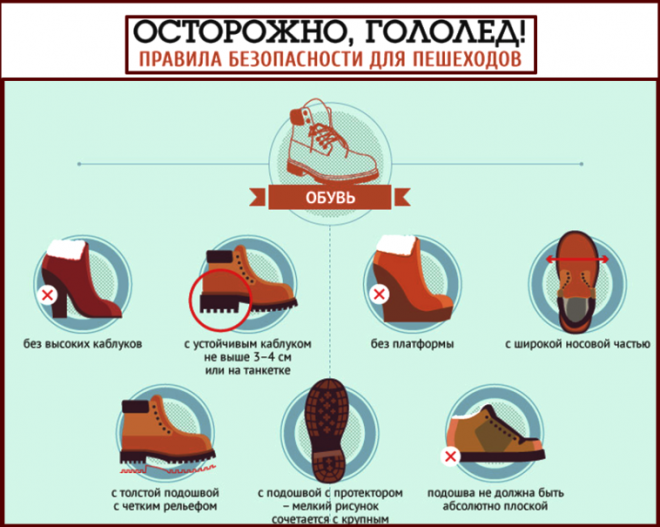 ОСТОРОЖНО, ГОЛОЛЕД!
ПРАВИЛА БЕЗОПАСНОСТИ ДЛЯ ПЕШЕХОДОВ
ОБУВЬ
без высоких каблуков
с устойчивым каблуком
не выше 3–4 см
или на танкетке
без платформы
с широкой носовой частью
с толстой подошвой
с четким рельефом
с подошвой с протектором
– мелкий рисунок
сочетается с крупным
подошва не должна быть
абсолютно плоской